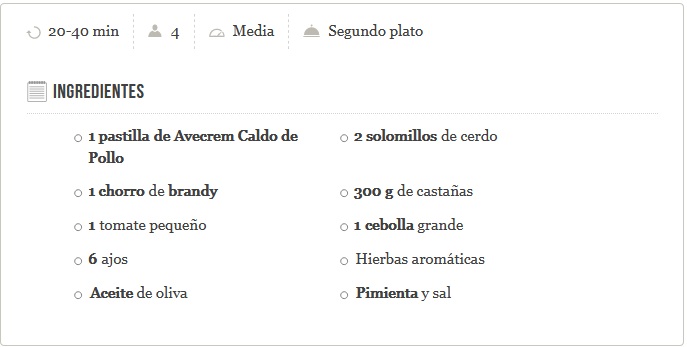 20-40 min 4 Media Segundo plato
INGREDIENTES
1 pastilla de Avecrem Caldo de
Pollo
2 solomillos de cerdo
1 chorro de brandy
300 g de castañas
1 tomate pequeño
1 cebolla grande
6 ajos
Hierbas aromáticas
Aceite de oliva
Pimienta y sal